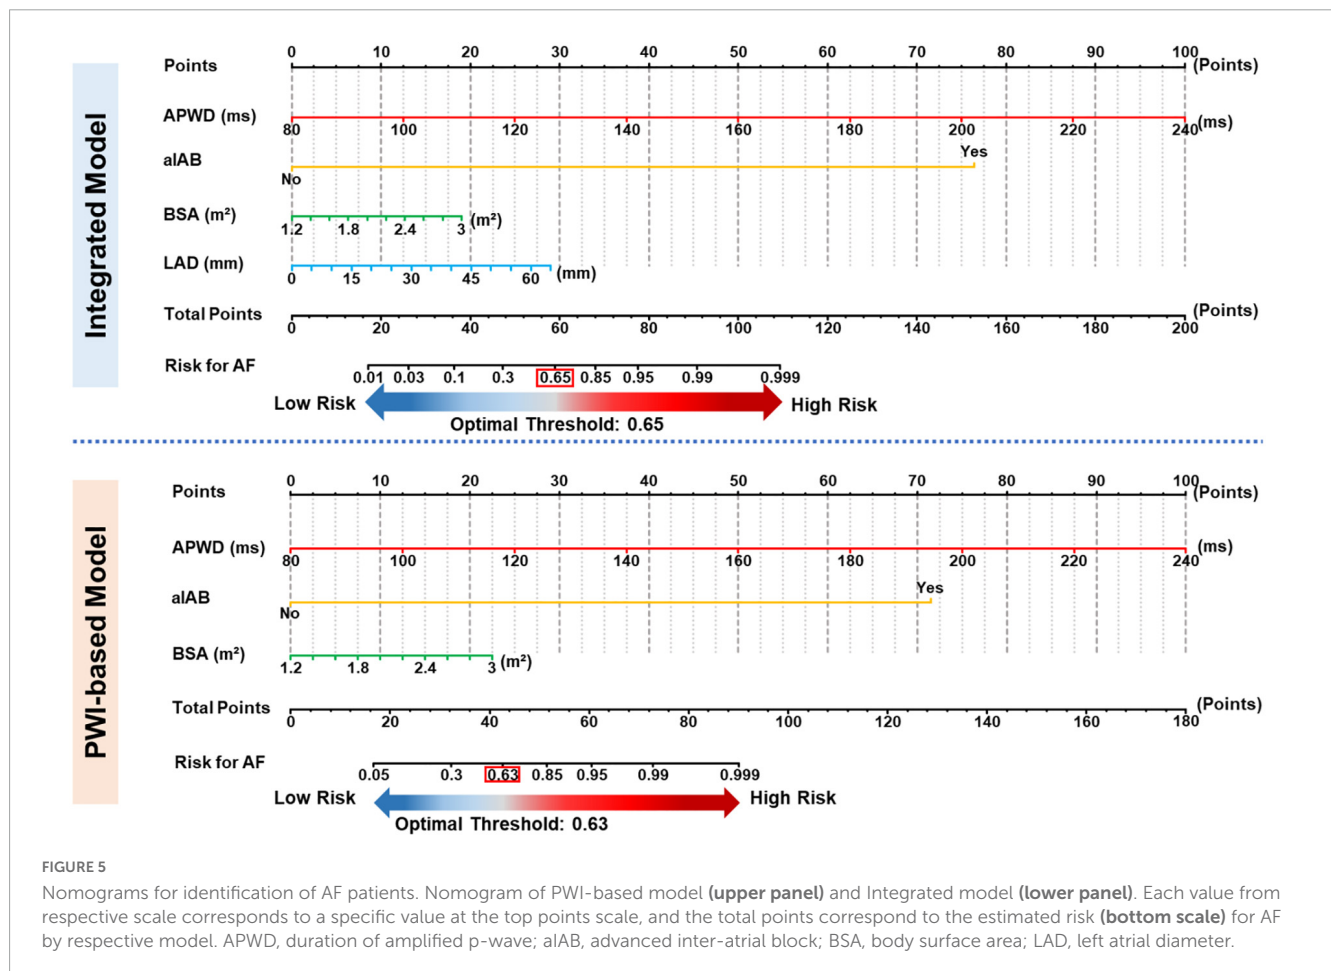 Integrated Model
0 10 20 30 40 50 60 70 80 90 100
Points (Points)
APWD (ms) (ms)
80 100 120 140 160 180 200 220 240
aIAB No Yes
BSA (m²) (m²)
1.2 1.8 2.4 3
LAD (mm) (mm)
0 15 30 45 60
Total Points (Points)
0 20 40 60 80 100 120 140 160 180 200
Risk for AF
0.01 0.03 0.1 0.3 0.65 0.85 0.95 0.99 0.999
Low Risk High Risk
Optimal Threshold: 0.65
PWI-based Model
0 10 20 30 40 50 60 70 80 90 100
Points (Points)
APWD (ms) (ms)
80 100 120 140 160 180 200 220 240
aIAB No Yes
BSA (m²) (m²)
1.2 1.8 2.4 3
Total Points (Points)
0 20 40 60 80 100 120 140 160 180
Risk for AF
0.05 0.3 0.63 0.85 0.95 0.99 0.999
Low Risk High Risk
Optimal Threshold: 0.63
FIGURE 5
Nomograms for identification of AF patients. Nomogram of PWI-based model (upper panel) and Integrated model (lower panel). Each value from
respective scale corresponds to a specific value at the top points scale, and the total points correspond to the estimated risk (bottom scale) for AF
by respective model. APWD, duration of amplified p-wave; aIAB, advanced inter-atrial block; BSA, body surface area; LAD, left atrial diameter.